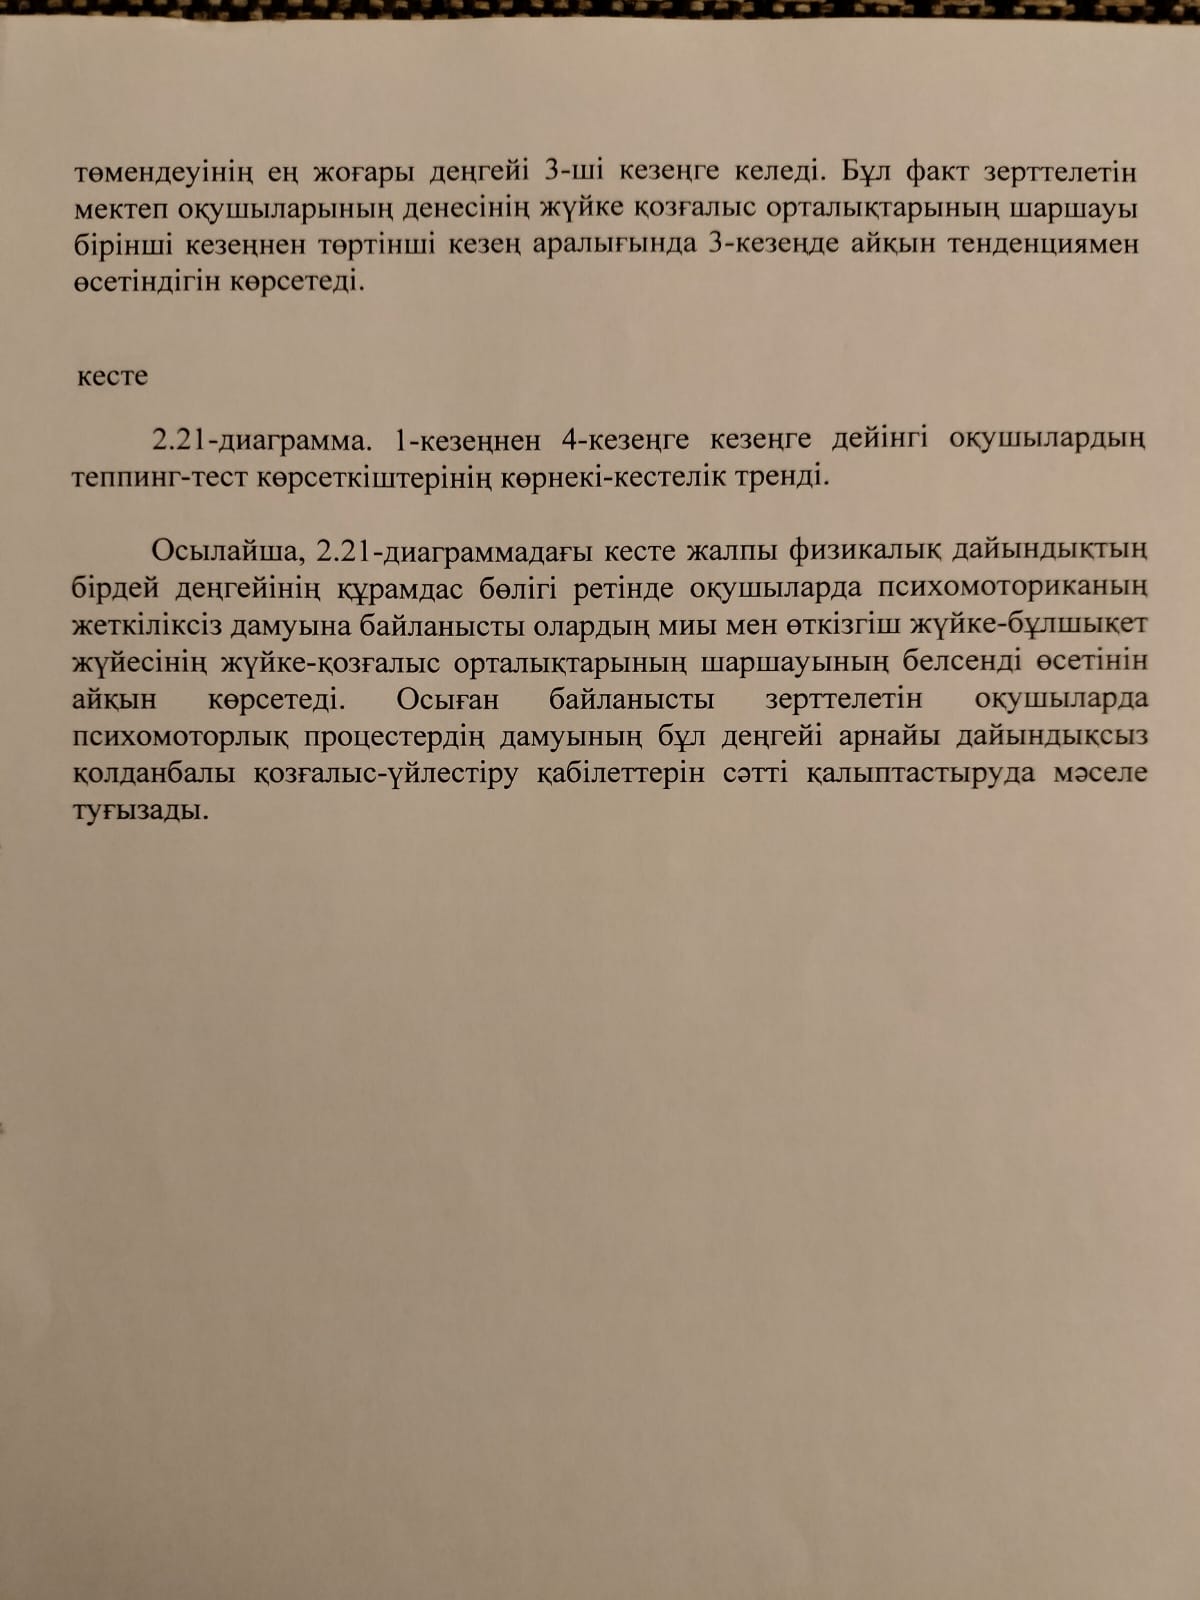 төмендеуінің ең жоғары деңгейі 3-ші кезеңге келеді. Бұл факт зерттелетін
мектеп оқушыларының денесінің жүйке қозғалыс орталықтарының шаршауы
бірінші кезеңнен төртінші кезең аралығында 3-кезеңде айқын тенденциямен
өсетіндігін көрсетеді.
кесте
2.21-диаграмма. 1-кезеңнен 4-кезеңге кезеңге дейінгі оқушылардың
теппинг-тест көрсеткіштерінің көрнекі-кестелік тренді.
Осылайша, 2.21-диаграммадағы кесте жалпы физикалық дайындықтың
бірдей деңгейінің құрамдас бөлігі ретінде оқушыларда психомоториканың
жеткіліксіз дамуына байланысты олардың миы мен өткізгіш жүйке-бұлшықет
жүйесінің жүйке-қозғалыс орталықтарының шаршауының белсенді өсетінін
айқын көрсетеді. Осыған байланысты зерттелетін оқушыларда
психомоторлық процестердің дамуының бұл деңгейі арнайы дайындықсыз
қолданбалы қозғалыс-үйлестіру қабілеттерін сәтті қалыптастыруда мәселе
туғызады.